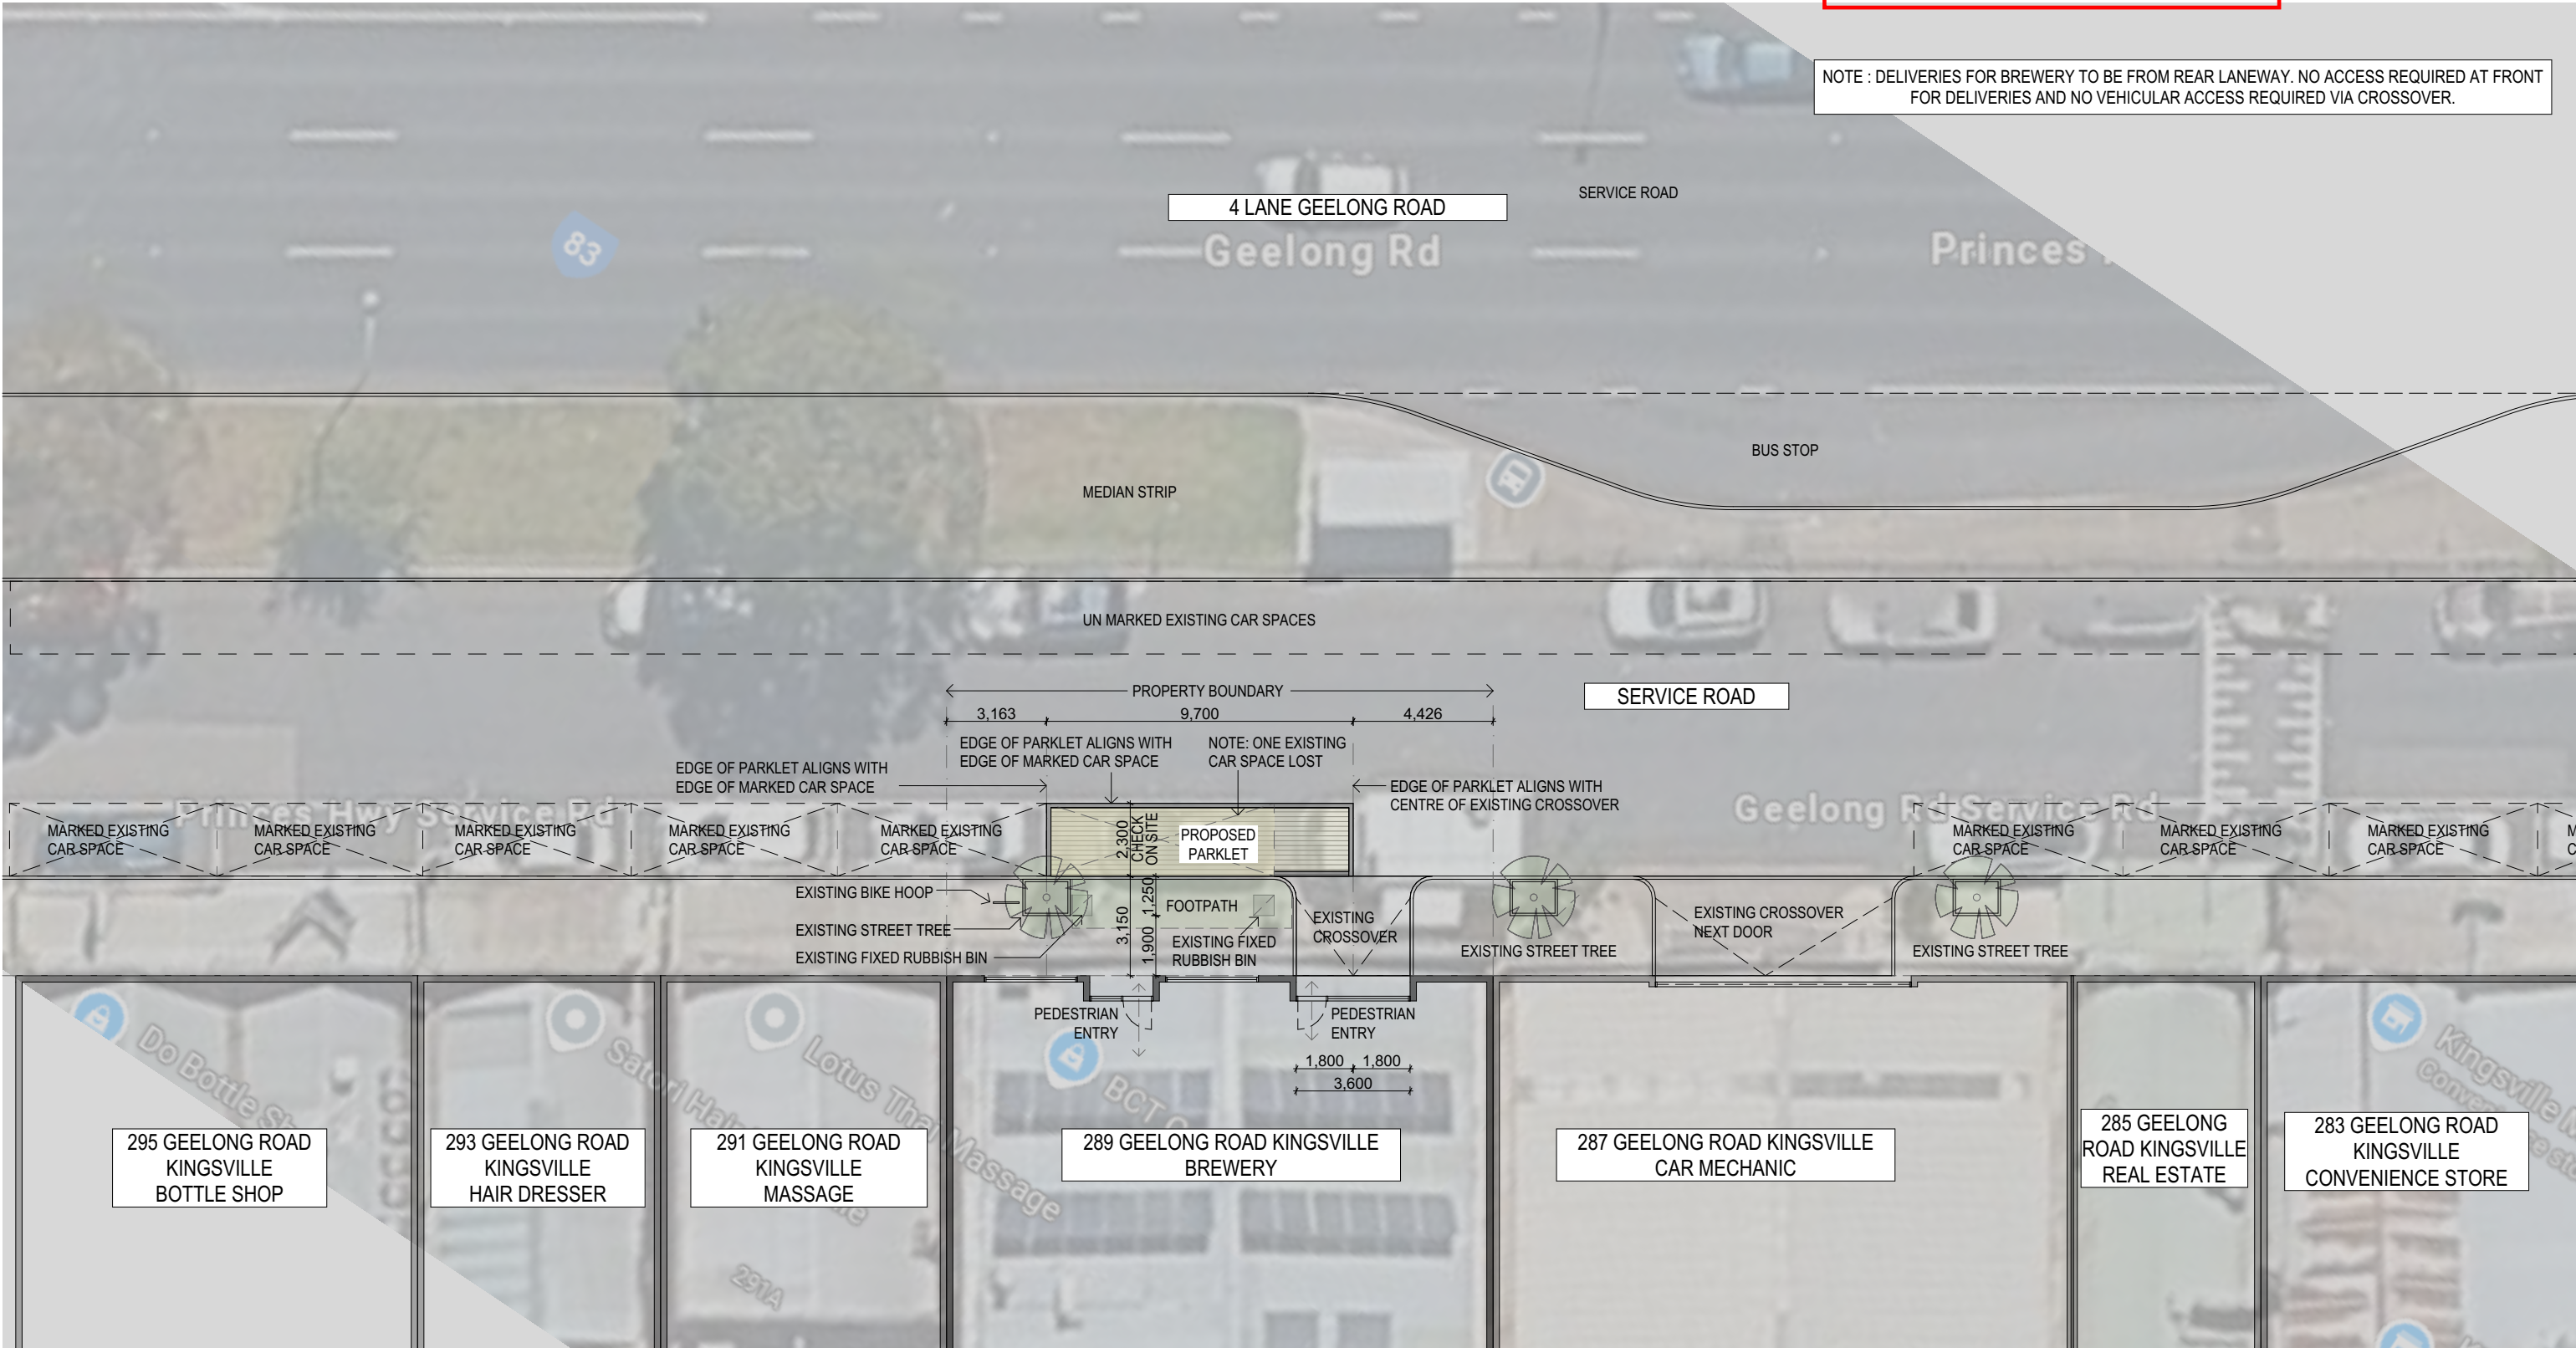 NOTE : DELIVERIES FOR BREWERY TO BE FROM REAR LANEWAY. NO ACCESS REQUIRED AT FRONT
FOR DELIVERIES AND NO VEHICULAR ACCESS REQUIRED VIA CROSSOVER.
4 LANE GEELONG ROAD
SERVICE ROAD
83
Geelong Rd
Princes
BUS STOP
MEDIAN STRIP
UN MARKED EXISTING CAR SPACES
PROPERTY BOUNDARY
SERVICE ROAD
3,163
9,700
4,426
EDGE OF PARKLET ALIGNS WITH
EDGE OF MARKED CAR SPACE
NOTE: ONE EXISTING
CAR SPACE LOST
EDGE OF PARKLET ALIGNS WITH
EDGE OF MARKED CAR SPACE
EDGE OF PARKLET ALIGNS WITH
CENTRE OF EXISTING CROSSOVER
Princes Hwy Service Rd
Geelong Rd Service Rd
MARKED EXISTING
CAR SPACE
MARKED EXISTING
CAR SPACE
MARKED EXISTING
CAR SPACE
MARKED EXISTING
CAR SPACE
MARKED EXISTING
CAR SPACE
2,300
CHECK
ON SITE
PROPOSED
PARKLET
MARKED EXISTING
CAR SPACE
MARKED EXISTING
CAR SPACE
MARKED EXISTING
CAR SPACE
M
C
EXISTING BIKE HOOP
EXISTING STREET TREE
EXISTING FIXED RUBBISH BIN
3,150
1,250
1,900
FOOTPATH
EXISTING FIXED
RUBBISH BIN
EXISTING
CROSSOVER
EXISTING STREET TREE
EXISTING CROSSOVER
NEXT DOOR
EXISTING STREET TREE
PEDESTRIAN
ENTRY
PEDESTRIAN
ENTRY
1,800
1,800
3,600
Do Bottle Sh
Satori Hair
Lotus Thai Massage
BCT
Kingsville
Conven
291A
295 GEELONG ROAD
KINGSVILLE
BOTTLE SHOP
293 GEELONG ROAD
KINGSVILLE
HAIR DRESSER
291 GEELONG ROAD
KINGSVILLE
MASSAGE
289 GEELONG ROAD KINGSVILLE
BREWERY
287 GEELONG ROAD KINGSVILLE
CAR MECHANIC
285 GEELONG
ROAD KINGSVILLE
REAL ESTATE
283 GEELONG ROAD
KINGSVILLE
CONVENIENCE STORE